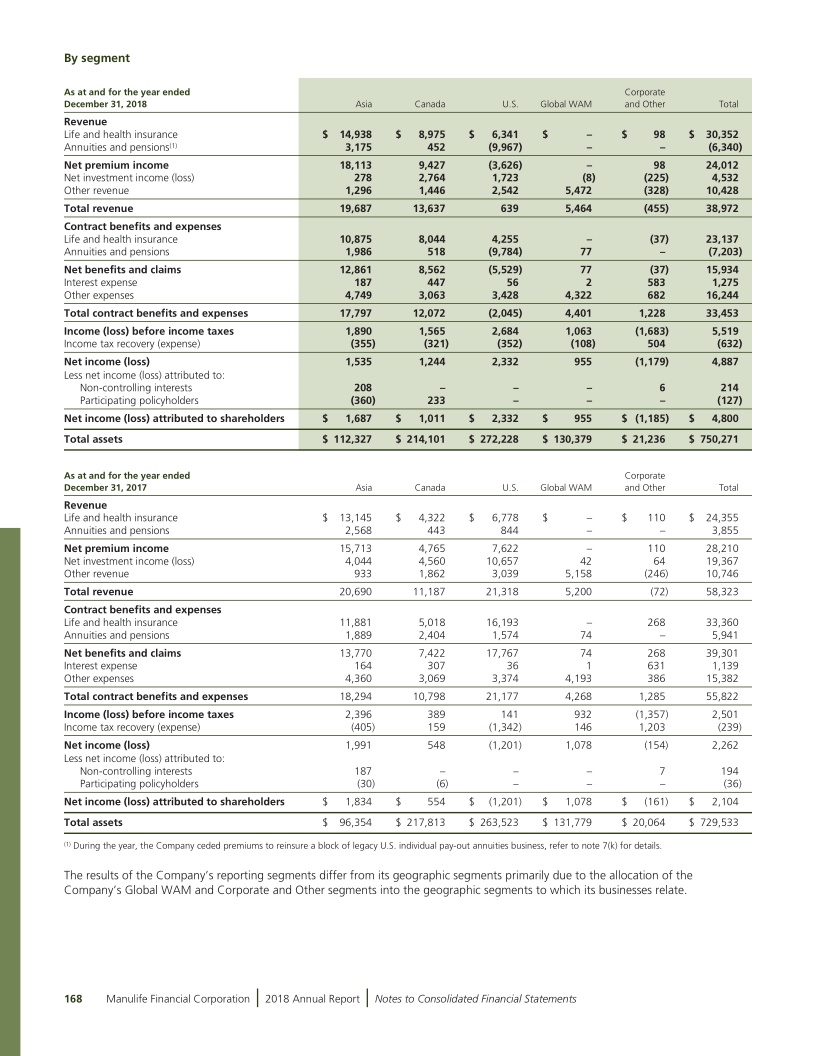 By segment
As at and for the year ended Corporate
December 31, 2018 Asia Canada U.S. Global WAM and Other Total
Revenue
Life and health insurance $ 14,938 $ 8,975 $ 6,341 $ – $ 98 $ 30,352
Annuities and pensions(1) 3,175 452 (9,967) – – (6,340)
Net premium income 18,113 9,427 (3,626) – 98 24,012
Net investment income (loss) 278 2,764 1,723 (8) (225) 4,532
Other revenue 1,296 1,446 2,542 5,472 (328) 10,428
Total revenue 19,687 13,637 639 5,464 (455) 38,972
Contract benefits and expenses
Life and health insurance 10,875 8,044 4,255 – (37) 23,137
Annuities and pensions 1,986 518 (9,784) 77 – (7,203)
Net benefits and claims 12,861 8,562 (5,529) 77 (37) 15,934
Interest expense 187 447 56 2 583 1,275
Other expenses 4,749 3,063 3,428 4,322 682 16,244
Total contract benefits and expenses 17,797 12,072 (2,045) 4,401 1,228 33,453
Income (loss) before income taxes 1,890 1,565 2,684 1,063 (1,683) 5,519
Income tax recovery (expense) (355) (321) (352) (108) 504 (632)
Net income (loss) 1,535 1,244 2,332 955 (1,179) 4,887
Less net income (loss) attributed to:
Non-controlling interests 208 – – – 6 214
Participating policyholders (360) 233 – – – (127)
Net income (loss) attributed to shareholders $ 1,687 $ 1,011 $ 2,332 $ 955 $ (1,185) $ 4,800
Total assets $ 112,327 $ 214,101 $ 272,228 $ 130,379 $ 21,236 $ 750,271
As at and for the year ended Corporate
December 31, 2017 Asia Canada U.S. Global WAM and Other Total
Revenue
Life and health insurance $ 13,145 $ 4,322 $ 6,778 $ – $ 110 $ 24,355
Annuities and pensions 2,568 443 844 – – 3,855
Net premium income 15,713 4,765 7,622 – 110 28,210
Net investment income (loss) 4,044 4,560 10,657 42 64 19,367
Other revenue 933 1,862 3,039 5,158 (246) 10,746
Total revenue 20,690 11,187 21,318 5,200 (72) 58,323
Contract benefits and expenses
Life and health insurance 11,881 5,018 16,193 – 268 33,360
Annuities and pensions 1,889 2,404 1,574 74 – 5,941
Net benefits and claims 13,770 7,422 17,767 74 268 39,301
Interest expense 164 307 36 1 631 1,139
Other expenses 4,360 3,069 3,374 4,193 386 15,382
Total contract benefits and expenses 18,294 10,798 21,177 4,268 1,285 55,822
Income (loss) before income taxes 2,396 389 141 932 (1,357) 2,501
Income tax recovery (expense) (405) 159 (1,342) 146 1,203 (239)
Net income (loss) 1,991 548 (1,201) 1,078 (154) 2,262
Less net income (loss) attributed to:
Non-controlling interests 187 – – – 7 194
Participating policyholders (30) (6) – – – (36)
Net income (loss) attributed to shareholders $ 1,834 $ 554 $ (1,201) $ 1,078 $ (161) $ 2,104
Total assets $ 96,354 $ 217,813 $ 263,523 $ 131,779 $ 20,064 $ 729,533
(1) During the year, the Company ceded premiums to reinsure a block of legacy U.S. individual pay-out annuities business, refer to note 7(k) for details.
The results of the Company's reporting segments differ from its geographic segments primarily due to the allocation of the
Company's Global WAM and Corporate and Other segments into the geographic segments to which its businesses relate.
168 Manulife Financial Corporation | 2018 Annual Report | Notes to Consolidated Financial Statements